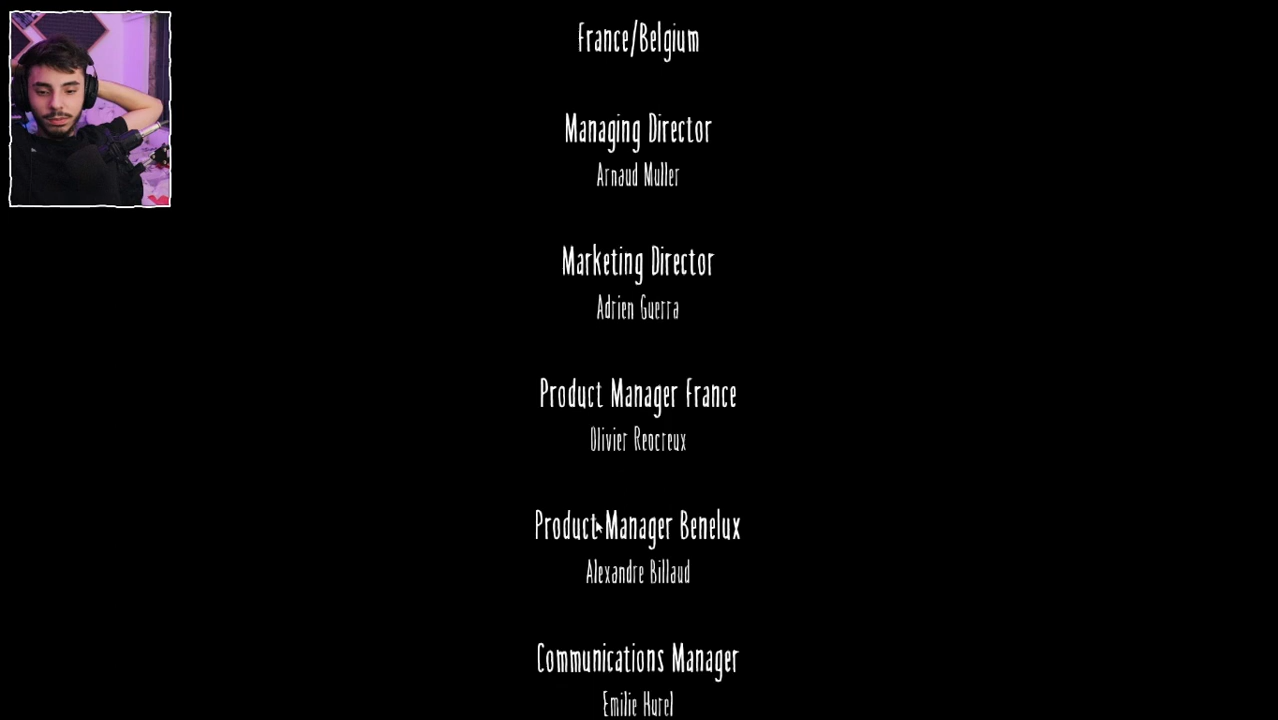 France/Belgium
Managing Director
Arnaud Muller
Marketing Director
Adrien Guerra
Product Manager France
Olivier Reocreux
Product Manager Benelux
Alexandre Billaud
Communications Manager
Emilie Hurel